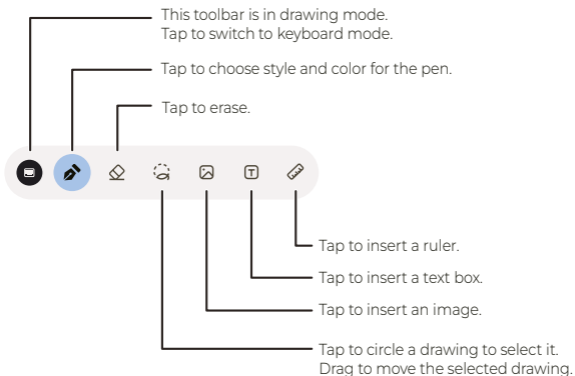 This toolbar is in drawing mode.
Tap to switch to keyboard mode.
Tap to choose style and color for the pen.
Tap to erase.
T
Tap to insert a ruler.
Tap to insert a text box.
Tap to insert an image.
Tap to circle a drawing to select it.
Drag to move the selected drawing.